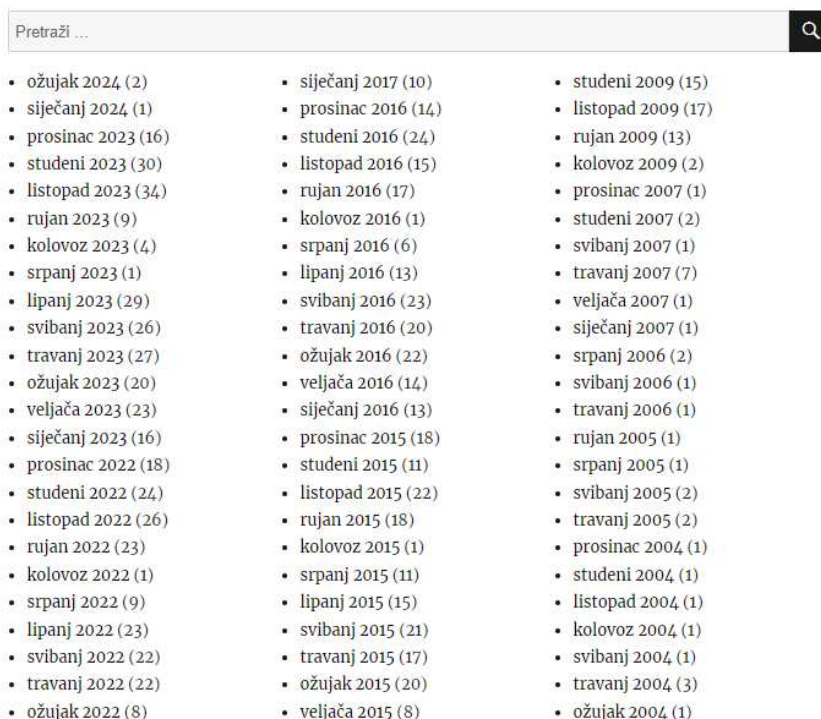 Pretraži ...
ožujak 2024 (2)
siječanj 2024 (1)
prosinac 2023 (16)
studeni 2023 (30)
listopad 2023 (34)
rujan 2023 (9)
kolovoz 2023 (4)
srpanj 2023 (1)
lipanj 2023 (29)
svibanj 2023 (26)
travanj 2023 (27)
ožujak 2023 (20)
veljača 2023 (23)
siječanj 2023 (16)
prosinac 2022 (18)
studeni 2022 (24)
listopad 2022 (26)
rujan 2022 (23)
kolovoz 2022 (1)
srpanj 2022 (9)
lipanj 2022 (23)
svibanj 2022 (22)
travanj 2022 (22)
ožujak 2022 (8)
siječanj 2017 (10)
prosinac 2016 (14)
studeni 2016 (24)
listopad 2016 (15)
rujan 2016 (17)
kolovoz 2016 (1)
srpanj 2016 (6)
lipanj 2016 (13)
svibanj 2016 (23)
travanj 2016 (20)
ožujak 2016 (22)
veljača 2016 (14)
siječanj 2016 (13)
prosinac 2015 (18)
studeni 2015 (11)
listopad 2015 (22)
rujan 2015 (18)
kolovoz 2015 (1)
srpanj 2015 (11)
lipanj 2015 (15)
svibanj 2015 (21)
travanj 2015 (17)
ožujak 2015 (20)
veljača 2015 (8)
studeni 2009 (15)
listopad 2009 (17)
rujan 2009 (13)
kolovoz 2009 (2)
prosinac 2007 (1)
studeni 2007 (2)
svibanj 2007 (1)
travanj 2007 (7)
veljača 2007 (1)
siječanj 2007 (1)
srpanj 2006 (2)
svibanj 2006 (1)
travanj 2006 (1)
rujan 2005 (1)
srpanj 2005 (1)
svibanj 2005 (2)
travanj 2005 (2)
prosinac 2004 (1)
studeni 2004 (1)
listopad 2004 (1)
kolovoz 2004 (1)
svibanj 2004 (1)
travanj 2004 (3)
ožujak 2004 (1)